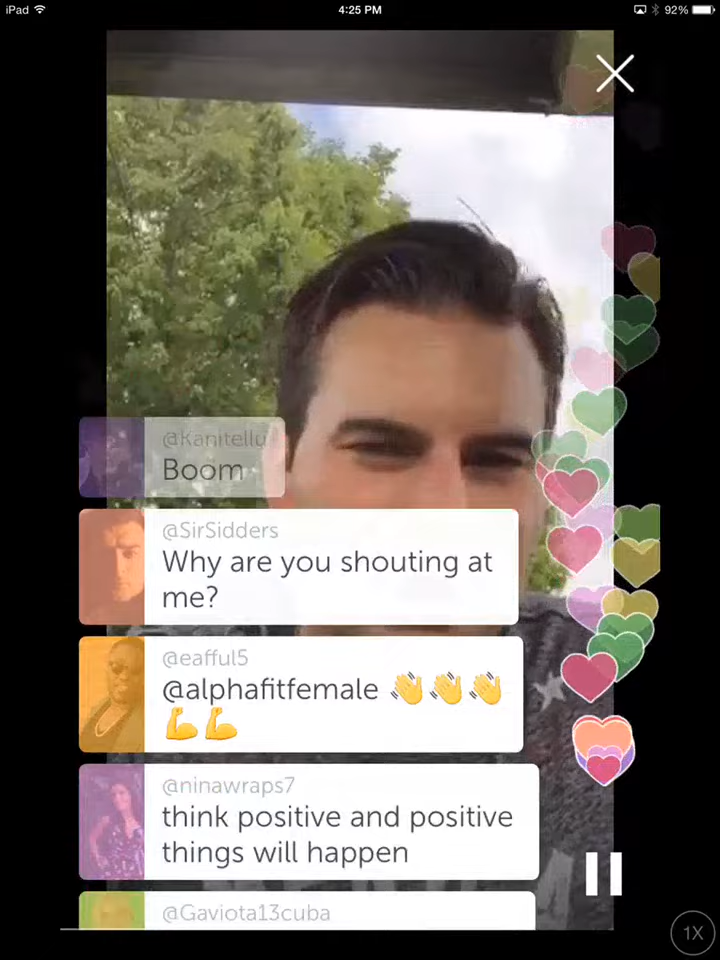 iPad 4:25 PM 92%
@Kanitellu
Boom
@SirSidders
Why are you shouting at
me?
@eafful5
@alphafitfemale 👋👋👋
💪💪
@ninawraps7
think positive and positive
things will happen
@Gaviota13cuba
1X